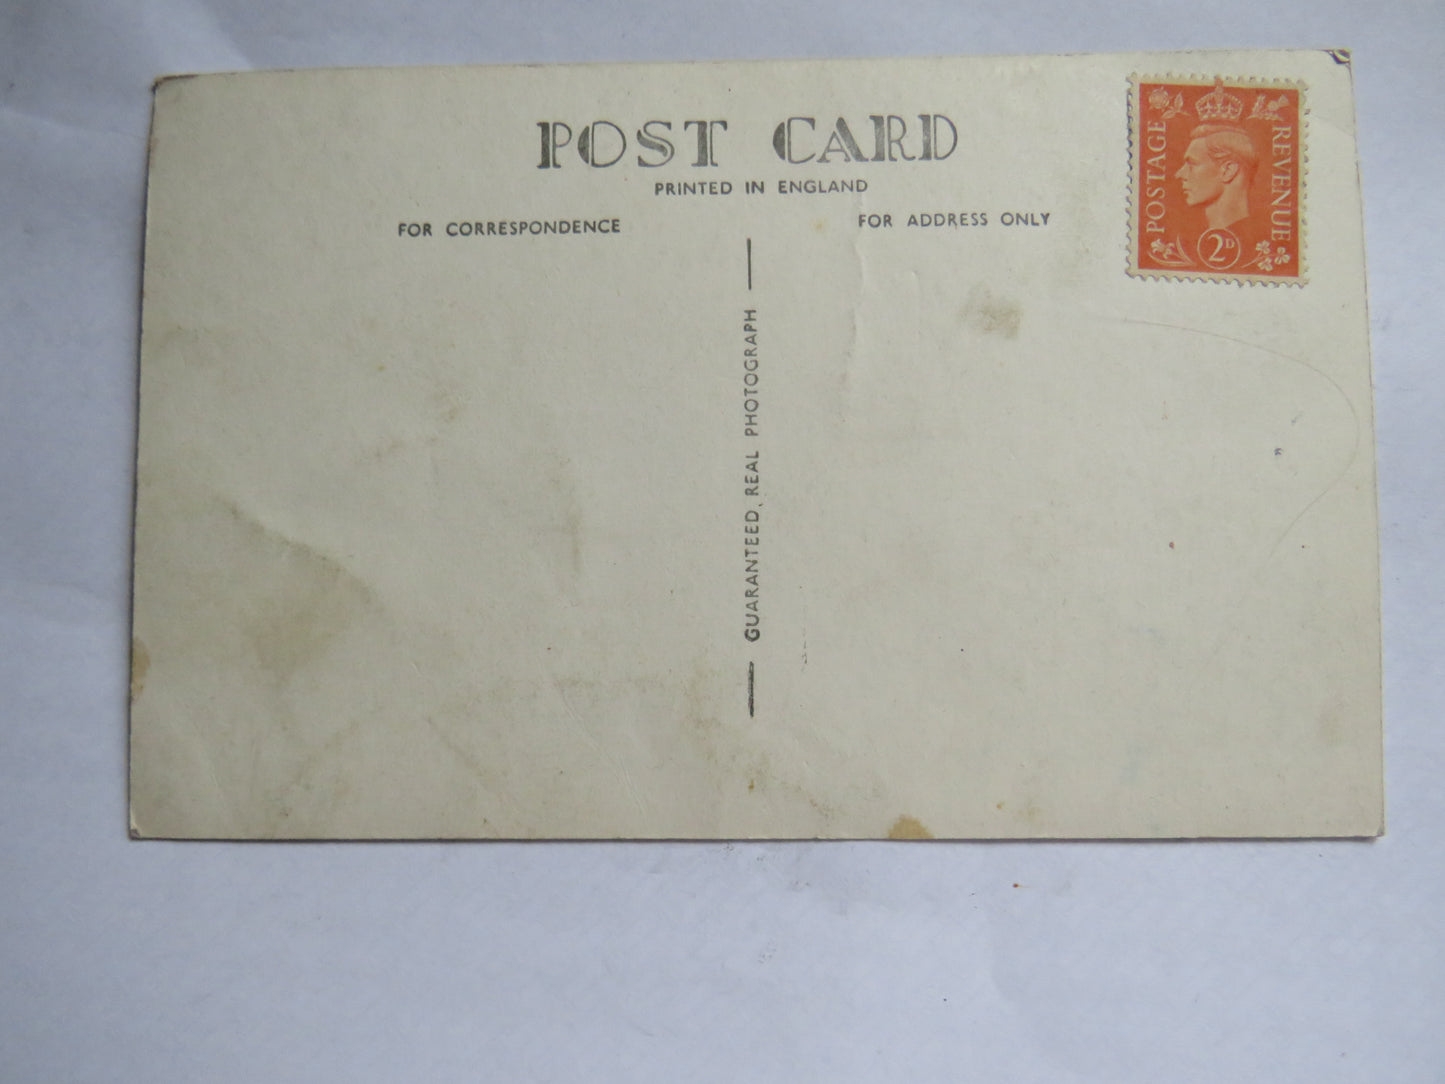 POST CARD
PRINTED IN ENGLAND
FOR CORRESPONDENCE
FOR ADDRESS ONLY
GUARANTEED, REAL PHOTOGRAPH
POSTAGE
REVENUE
2D